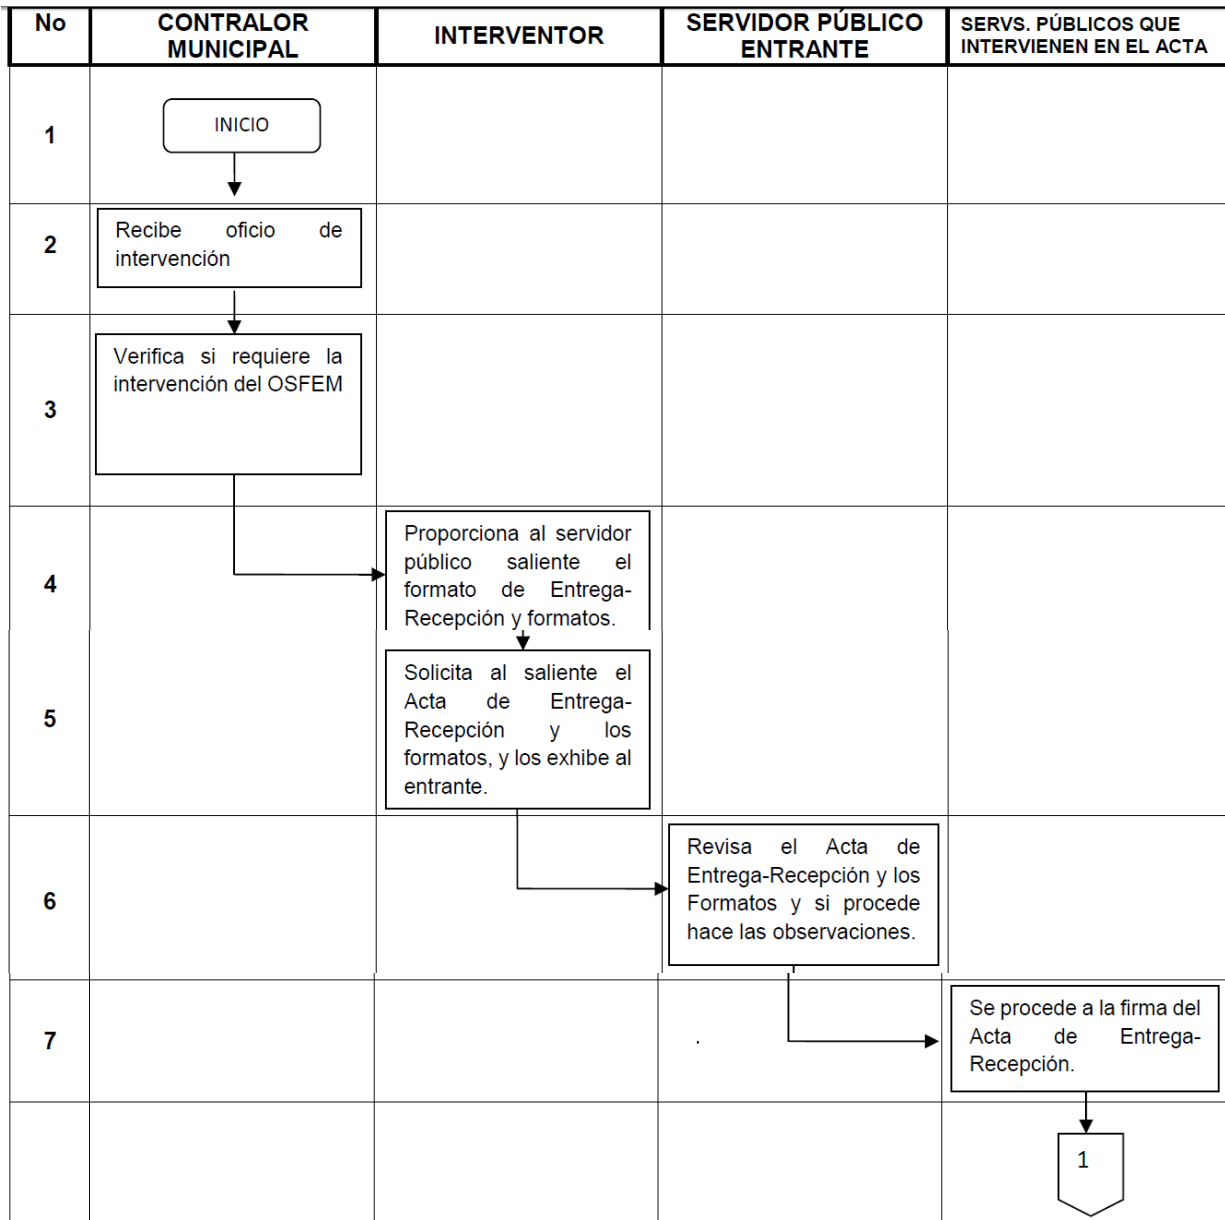 No
CONTRALOR
MUNICIPAL
INTERVENTOR
SERVIDOR PÚBLICO
ENTRANTE
SERVS. PÚBLICOS QUE
INTERVIENEN EN EL ACTA
1
INICIO
2
Recibe oficio de
intervención
3
Verifica si requiere la
intervención del OSFEM
4
Proporciona al servidor
público saliente el
formato de Entrega-
Recepción y formatos.
5
Solicita al saliente el
Acta de Entrega-
Recepción y los
formatos, y los exhibe al
entrante.
6
Revisa el Acta de
Entrega-Recepción y los
Formatos y si procede
hace las observaciones.
7
.
Se procede a la firma del
Acta de Entrega-
Recepción.
1